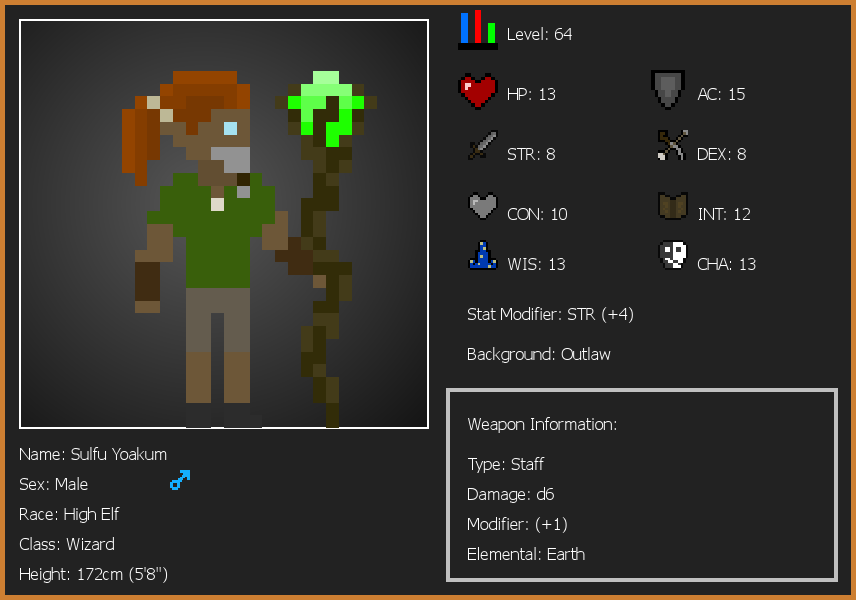 Level: 64
HP: 13
AC: 15
STR: 8
DEX: 8
CON: 10
INT: 12
WIS: 13
CHA: 13
Stat Modifier: STR (+4)
Background: Outlaw
Weapon Information:
Type: Staff
Damage: d6
Modifier: (+1)
Elemental: Earth
Name: Sulfu Yoakum
Sex: Male
Race: High Elf
Class: Wizard
Height: 172cm (5'8")